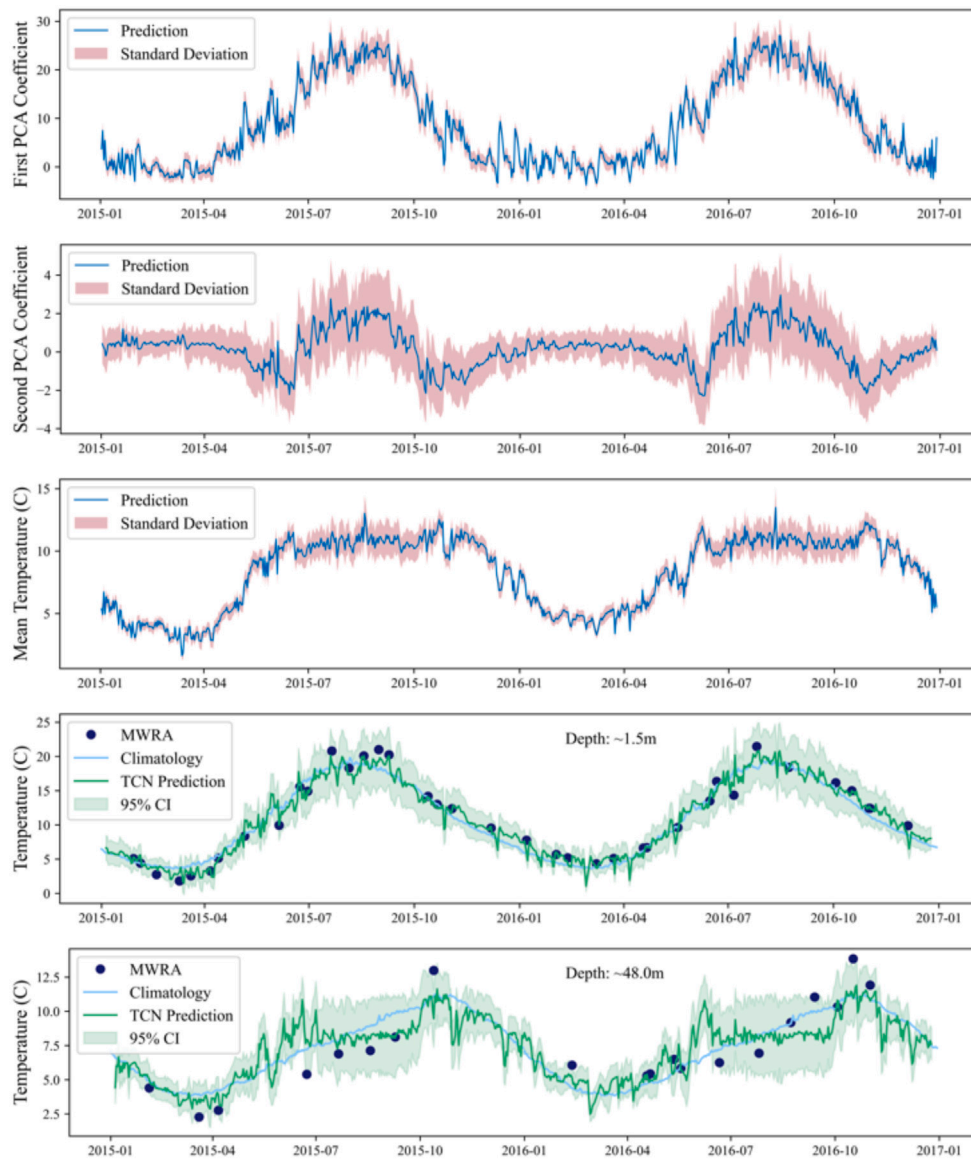 First PCA Coefficient
30
20
10
0
Prediction
Standard Deviation
2015-01 2015-04 2015-07 2015-10 2016-01 2016-04 2016-07 2016-10 2017-01
Second PCA Coefficient
4
2
0
−2
−4
Prediction
Standard Deviation
2015-01 2015-04 2015-07 2015-10 2016-01 2016-04 2016-07 2016-10 2017-01
Mean Temperature (C)
15
10
5
Prediction
Standard Deviation
2015-01 2015-04 2015-07 2015-10 2016-01 2016-04 2016-07 2016-10 2017-01
Temperature (C)
25
20
15
10
5
0
MWRA
Climatology
TCN Prediction
95% CI
Depth: ~1.5m
2015-01 2015-04 2015-07 2015-10 2016-01 2016-04 2016-07 2016-10 2017-01
Temperature (C)
12.5
10.0
7.5
5.0
2.5
MWRA
Climatology
TCN Prediction
95% CI
Depth: ~48.0m
2015-01 2015-04 2015-07 2015-10 2016-01 2016-04 2016-07 2016-10 2017-01